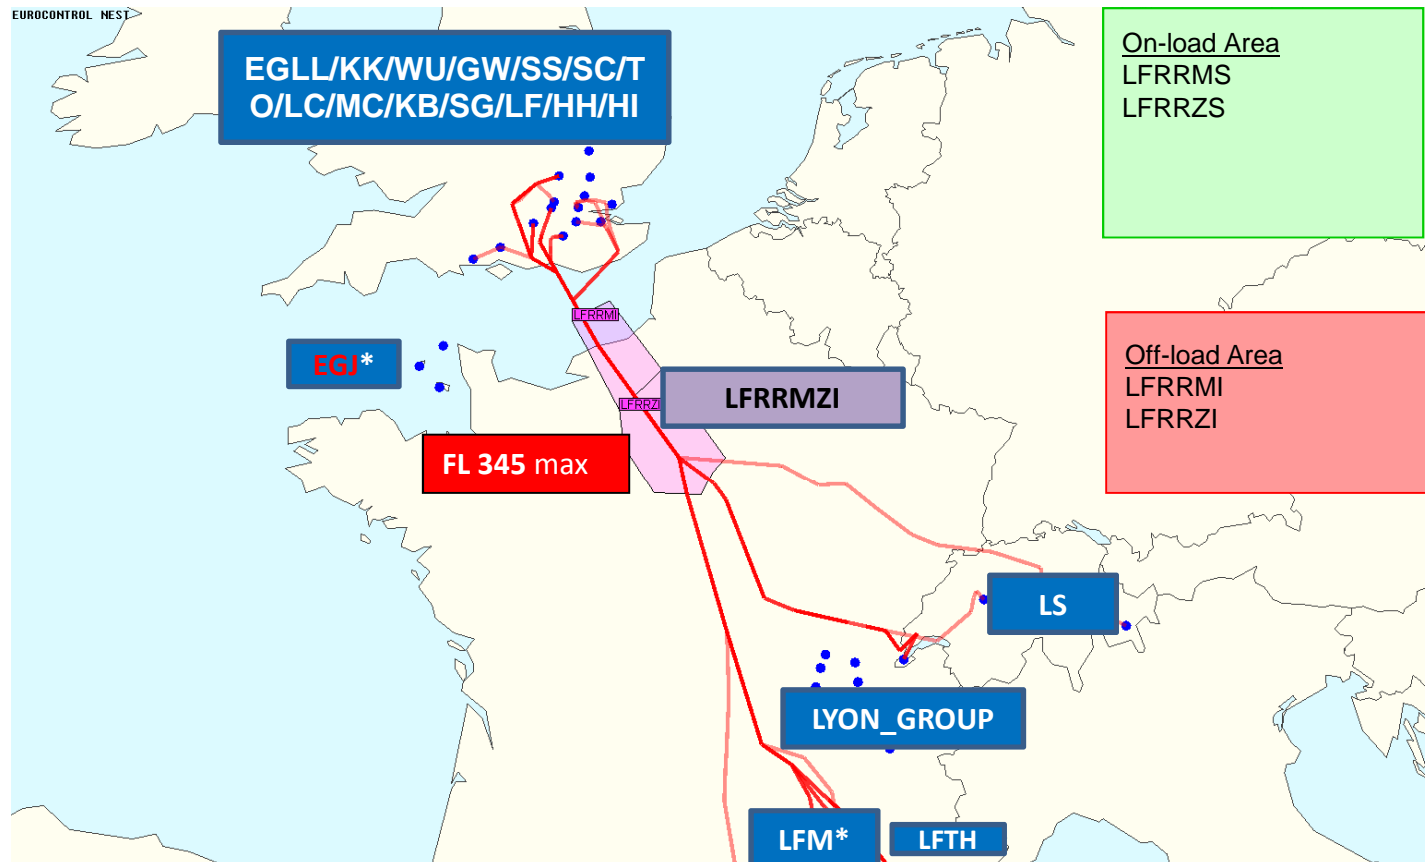 EUROCONTROL NEST
EGLL/KK/WU/GW/SS/SC/T
O/LC/MC/KB/SG/LF/HH/HI
On-load Area
LFRRMS
LFRRZS
LFRRMI
Off-load Area
LFRRMI
LFRRZI
EGJ*
LFRRZI
LFRRMZI
FL 345 max
LS
LYON_GROUP
LFM*
LFTH